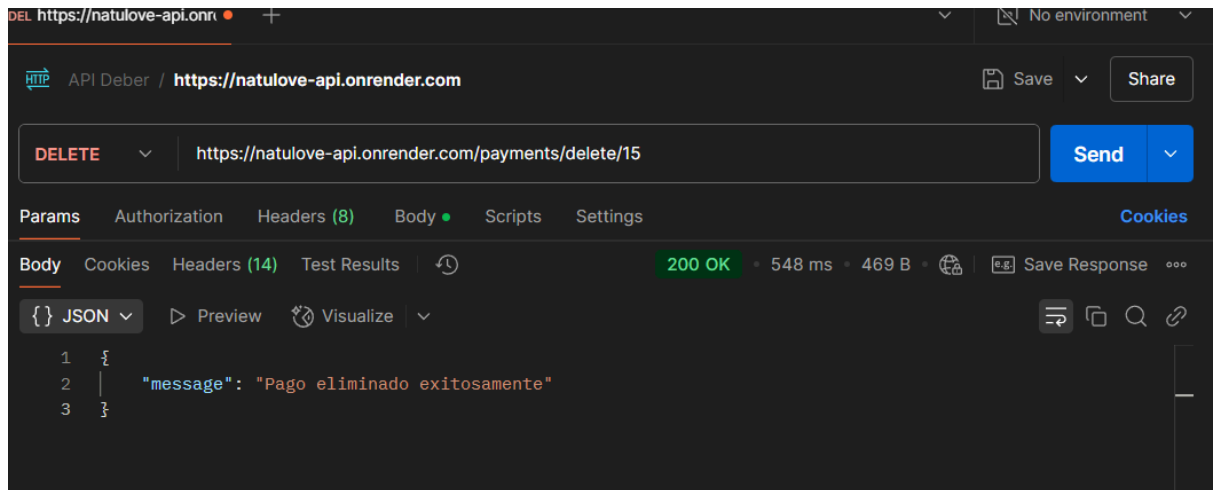 DEL https://natulove-api.onr No environment
HTTP API Deber / https://natulove-api.onrender.com Save Share
DELETE https://natulove-api.onrender.com/payments/delete/15 Send
Params Authorization Headers (8) Body Scripts Settings Cookies
Body Cookies Headers (14) Test Results 200 OK • 548 ms • 469 B • e.g. Save Response
{} JSON Preview Visualize
1 {
2 "message": "Pago eliminado exitosamente"
3 }